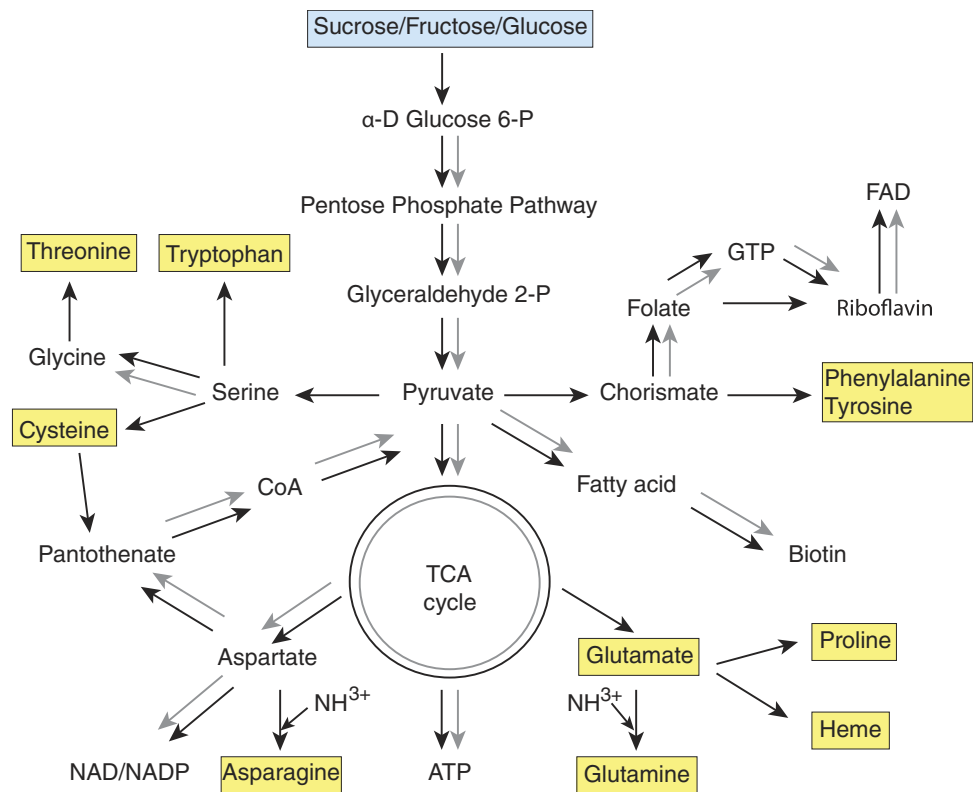 Sucrose/Fructose/Glucose
α-D Glucose 6-P
Pentose Phosphate Pathway
FAD
Threonine
Tryptophan
GTP
Glyceraldehyde 2-P
Folate
Riboflavin
Glycine
Serine
Pyruvate
Chorismate
Phenylalanine
Tyrosine
Cysteine
CoA
Fatty acid
Pantothenate
Biotin
TCA
cycle
Aspartate
Glutamate
Proline
NH³⁺
NH³⁺
Heme
NAD/NADP
Asparagine
ATP
Glutamine